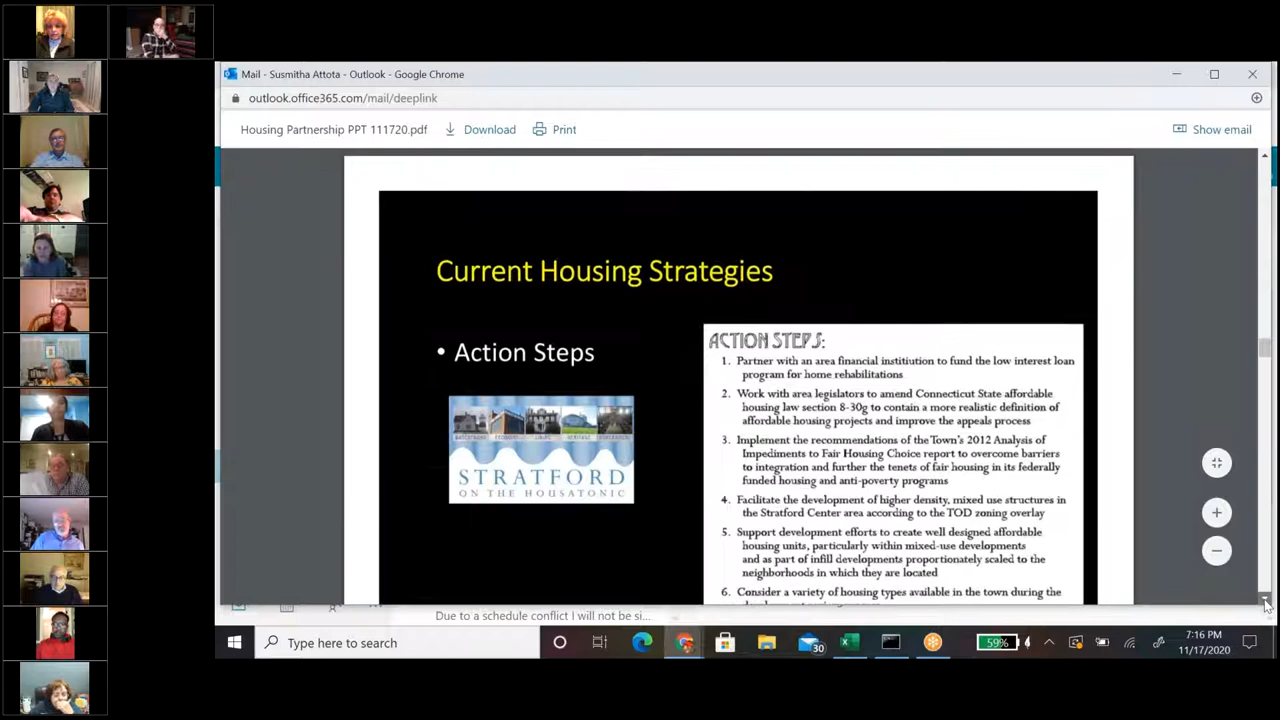 Mail - Susmitha Attota - Outlook - Google Chrome
outlook.office365.com/mail/deeplink
Housing Partnership PPT 111720.pdf
Download
Print
Show email
Current Housing Strategies
• Action Steps
STRATFORD
ON THE HOUSATONIC
ACTION STEPS:
1. Partner with an area financial institiution to fund the low interest loan
program for home rehabilitations
2. Work with area legislators to amend Connecticut State affordable
housing law section 8-30g to contain a more realistic definition of
affordable housing projects and improve the appeals process
3. Implement the recommendations of the Town's 2012 Analysis of
Impediments to Fair Housing Choice report to overcome barriers
to integration and further the tenets of fair housing in its federally
funded housing and anti-poverty programs
4. Facilitate the development of higher density, mixed use structures in
the Stratford Center area according to the TOD zoning overlay
5. Support development efforts to create well designed affordable
housing units, particularly within mixed-use developments
and as part of infill developments proportionately scaled to the
neighborhoods in which they are located
6. Consider a variety of housing types available in the town during the
Due to a schedule conflict I will not be si...
Type here to search
30
59%
7:16 PM
11/17/2020